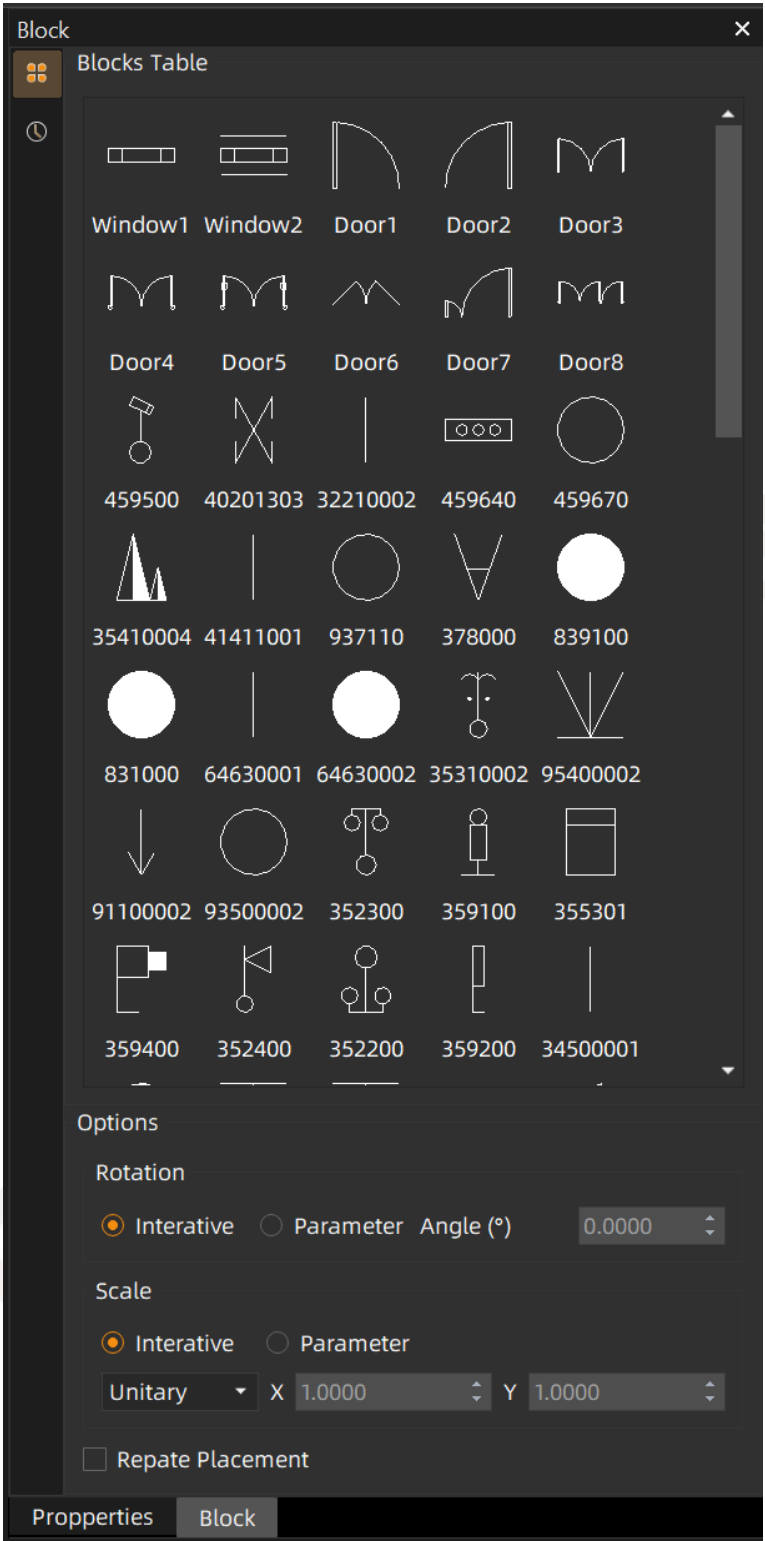 Block
Blocks Table
Window1 Window2 Door1 Door2 Door3
Door4 Door5 Door6 Door7 Door8
459500 40201303 32210002 459640 459670
35410004 41411001 937110 378000 839100
831000 64630001 64630002 35310002 95400002
91100002 93500002 352300 359100 355301
359400 352400 352200 359200 34500001
Options
Rotation
Interative Parameter Angle (°) 0.0000
Scale
Interative Parameter
Unitary X 1.0000 Y 1.0000
Repate Placement
Propperties Block